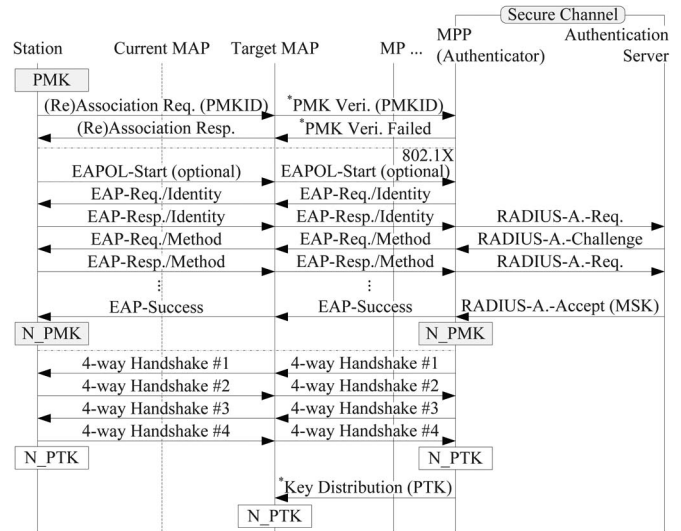 Secure Channel
Station Current MAP Target MAP MP ... MPP (Authenticator) Authentication Server
PMK
(Re)Association Req. (PMKID) *PMK Veri. (PMKID)
(Re)Association Resp. *PMK Veri. Failed
802.1X
EAPOL-Start (optional) EAPOL-Start (optional)
EAP-Req./Identity EAP-Req./Identity
EAP-Resp./Identity EAP-Resp./Identity RADIUS-A.-Req.
EAP-Req./Method EAP-Req./Method RADIUS-A.-Challenge
EAP-Resp./Method EAP-Resp./Method RADIUS-A.-Req.
⋮ ⋮
EAP-Success EAP-Success RADIUS-A.-Accept (MSK)
N_PMK N_PMK
4-way Handshake #1 4-way Handshake #1
4-way Handshake #2 4-way Handshake #2
4-way Handshake #3 4-way Handshake #3
4-way Handshake #4 4-way Handshake #4
N_PTK N_PTK
*Key Distribution (PTK)
N_PTK